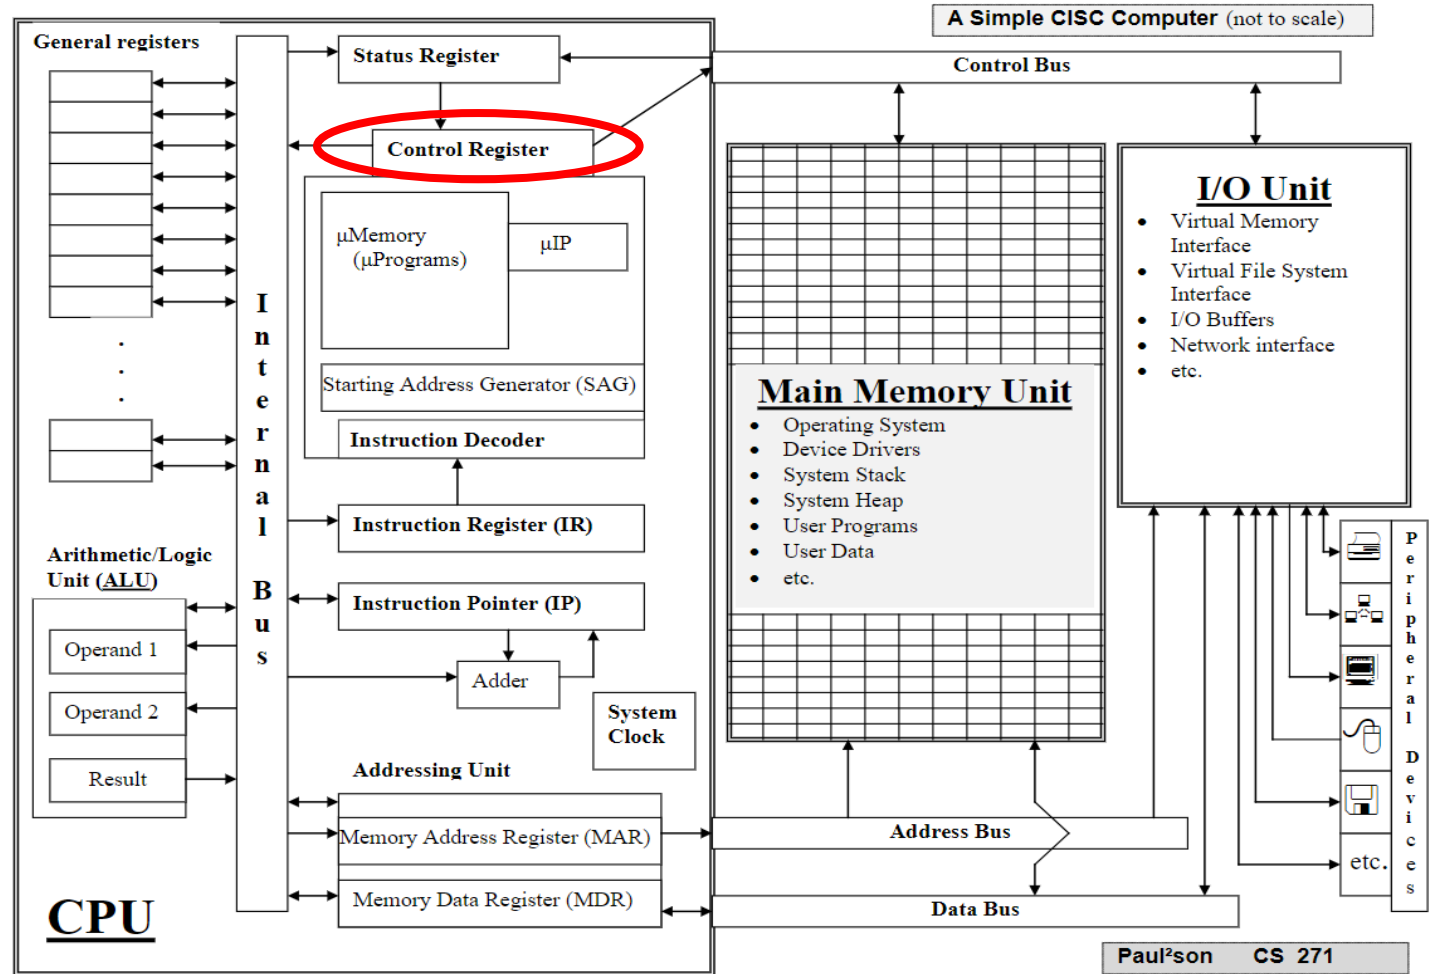 A Simple CISC Computer (not to scale)
General registers
Status Register
Control Bus
Control Register
I/O Unit
• Virtual Memory
Interface
• Virtual File System
Interface
• I/O Buffers
• Network interface
• etc.
μMemory
(μPrograms)
μIP
Starting Address Generator (SAG)
Instruction Decoder
Internal Bus
Main Memory Unit
• Operating System
• Device Drivers
• System Stack
• System Heap
• User Programs
• User Data
• etc.
Instruction Register (IR)
Arithmetic/Logic
Unit (ALU)
Instruction Pointer (IP)
Operand 1
Adder
Operand 2
System
Clock
Result
Addressing Unit
Memory Address Register (MAR)
Address Bus
Memory Data Register (MDR)
Data Bus
Peripheral Devices
etc.
CPU
Paul²son CS 271